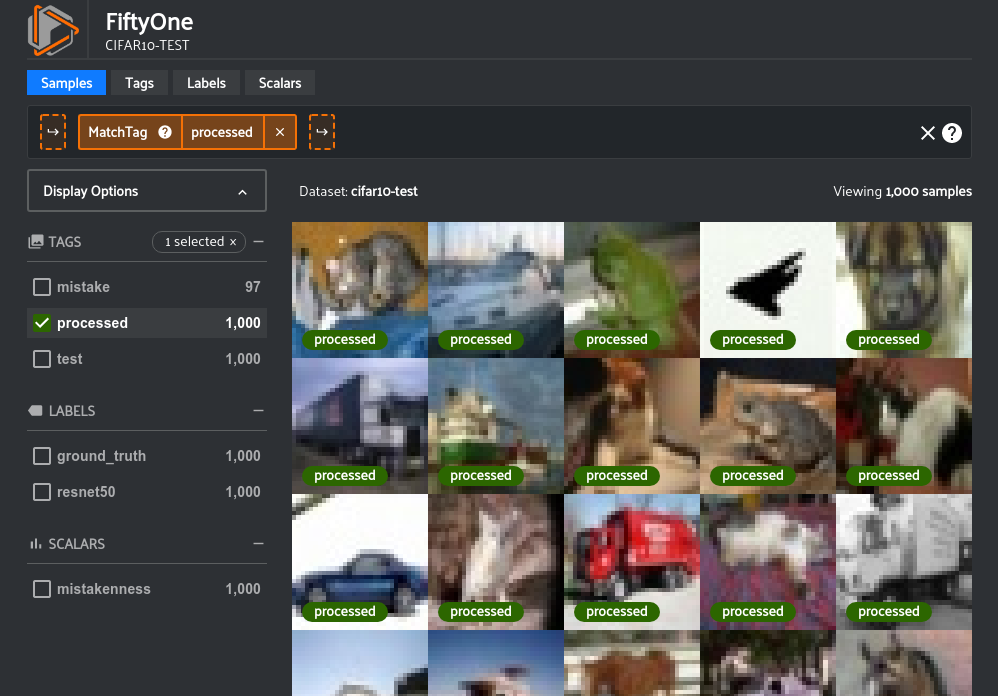 FiftyOne
CIFAR10-TEST
Samples Tags Labels Scalars
↪ MatchTag ? processed × ↪ × ?
Display Options
Dataset: cifar10-test Viewing 1,000 samples
TAGS 1 selected × −
mistake 97
processed 1,000
test 1,000
LABELS −
ground_truth 1,000
resnet50 1,000
SCALARS −
mistakenness 1,000
processed processed processed processed processed
processed processed processed processed processed
processed processed processed processed processed